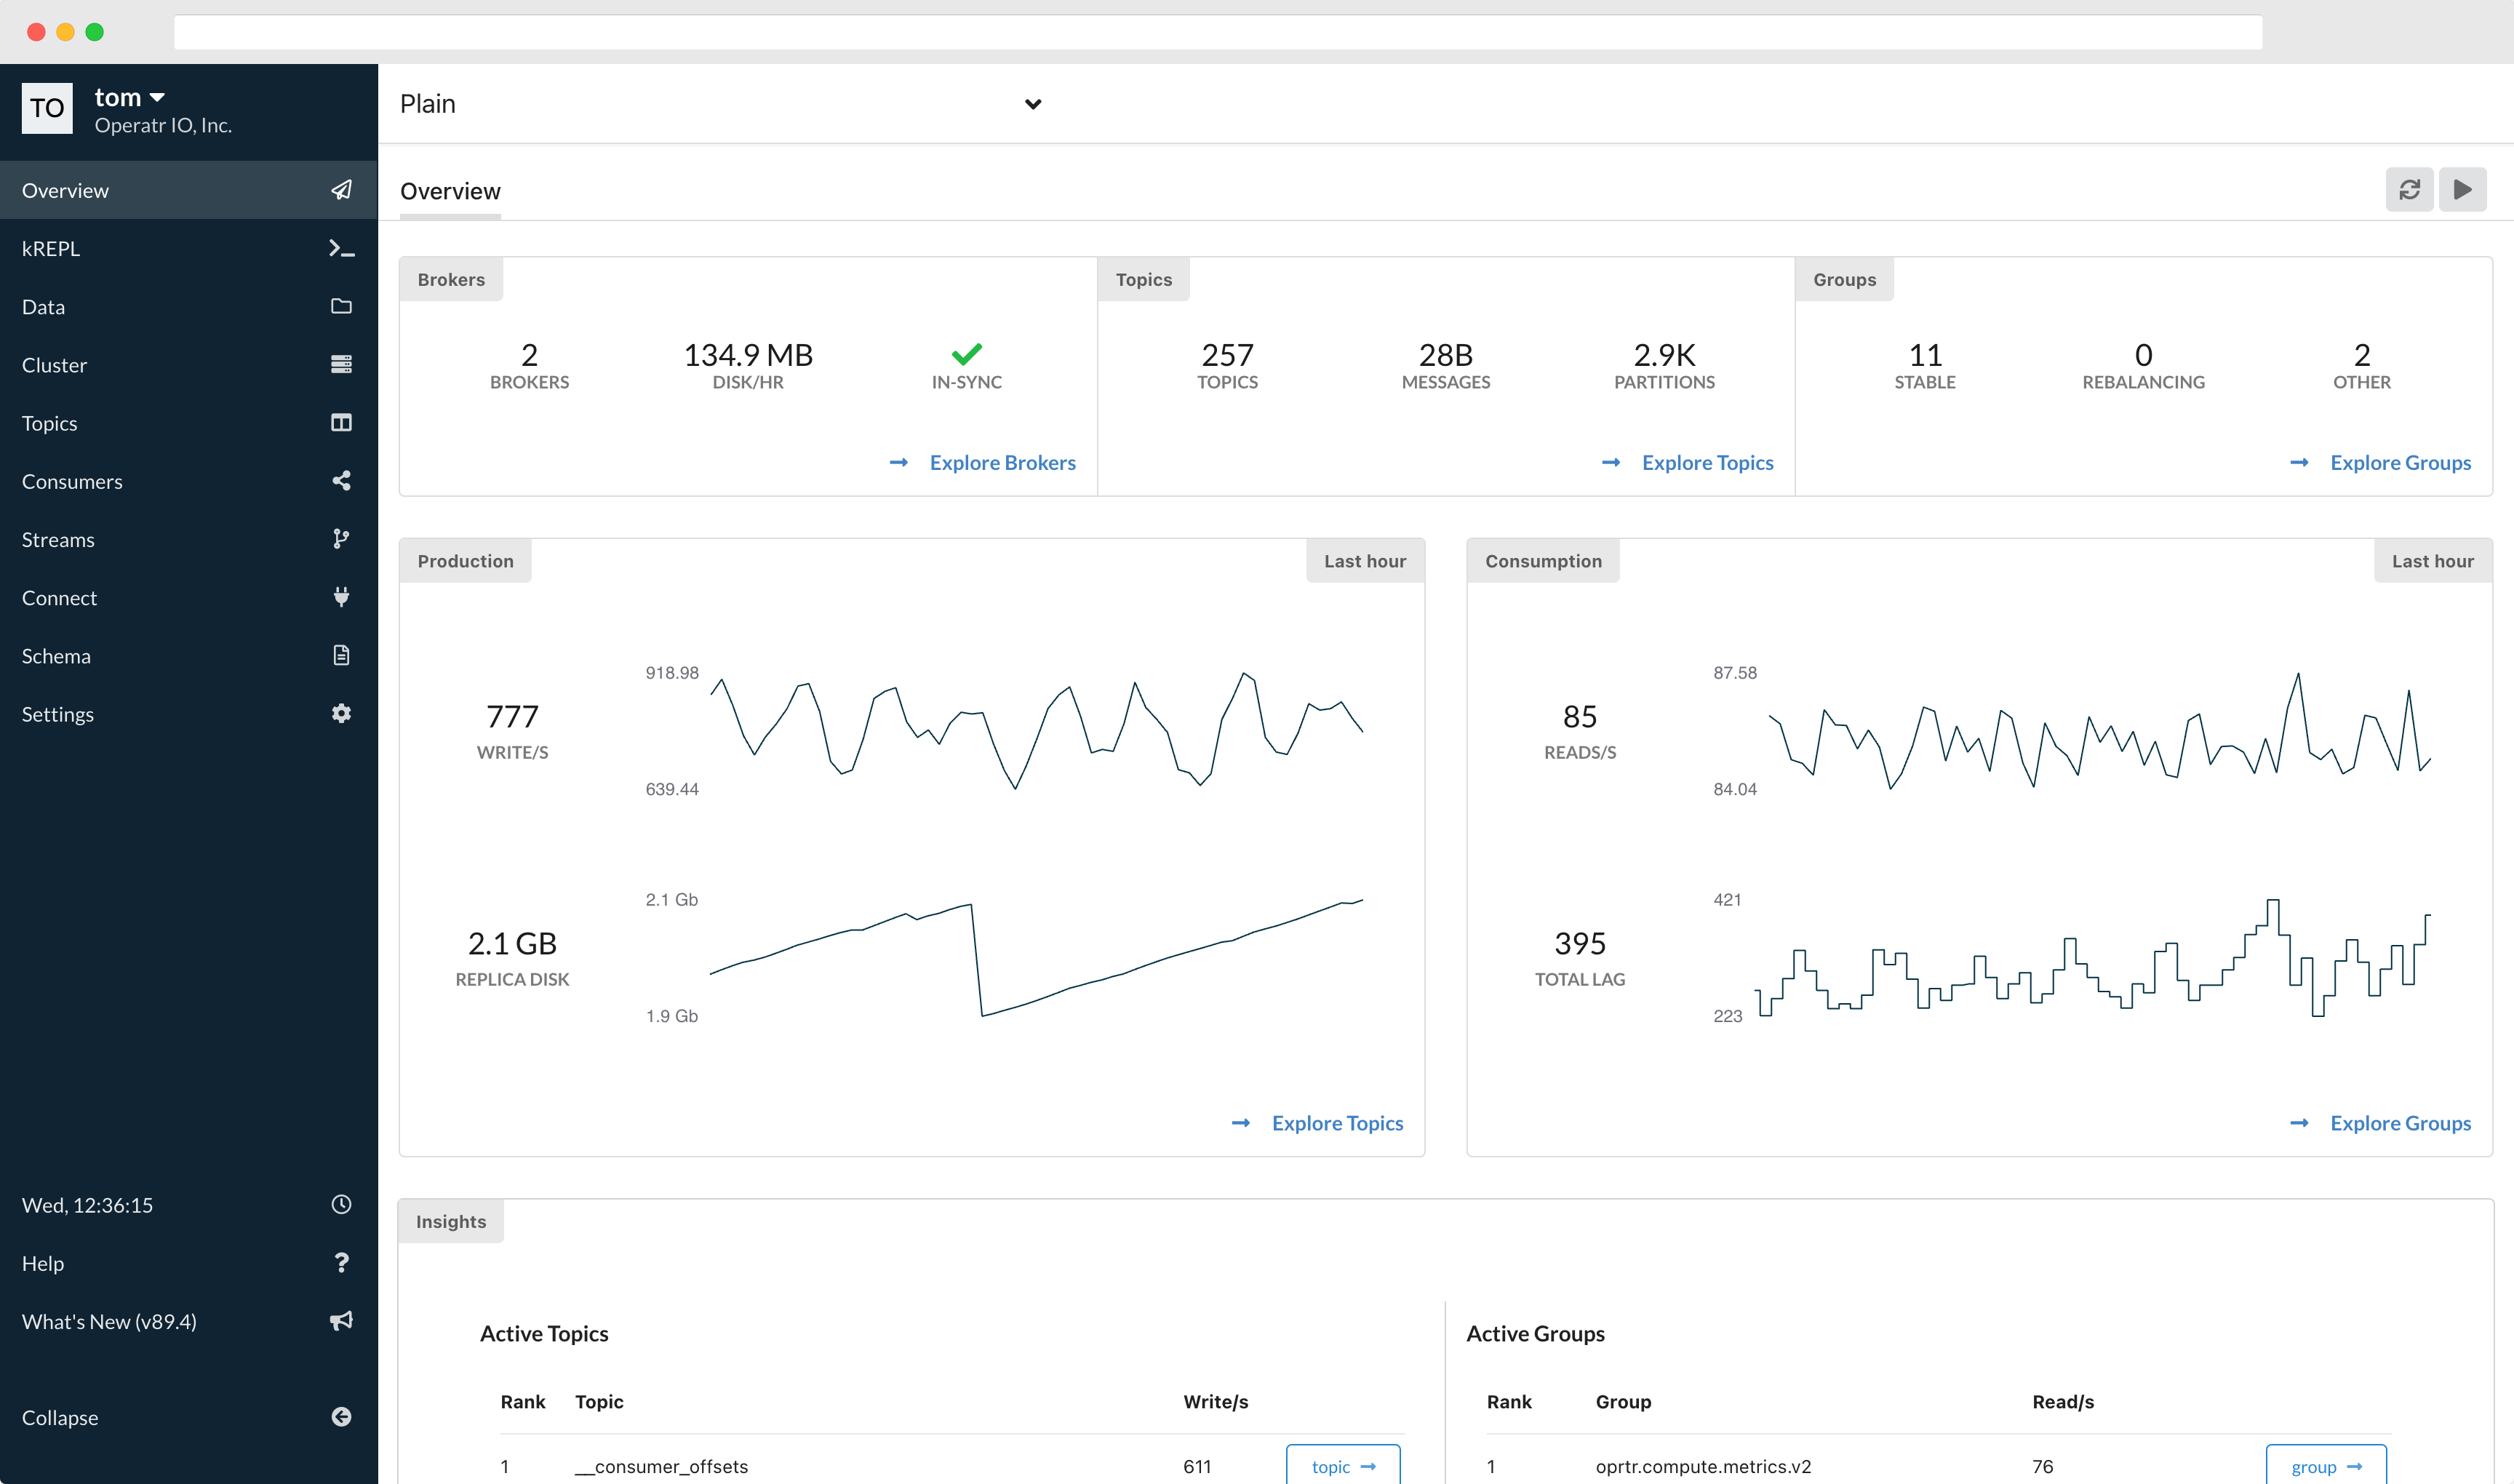 TO
tom
Operatr IO, Inc.
Overview
kREPL
Data
Cluster
Topics
Consumers
Streams
Connect
Schema
Settings
Wed, 12:36:15
Help
What's New (v89.4)
Collapse
Plain
Overview
Brokers
2
BROKERS
134.9 MB
DISK/HR
IN-SYNC
Explore Brokers
Topics
257
TOPICS
28B
MESSAGES
2.9K
PARTITIONS
Explore Topics
Groups
11
STABLE
0
REBALANCING
2
OTHER
Explore Groups
Production
Last hour
777
WRITE/S
918.98
639.44
2.1 GB
REPLICA DISK
2.1 Gb
1.9 Gb
Explore Topics
Consumption
Last hour
85
READS/S
87.58
84.04
395
TOTAL LAG
421
223
Explore Groups
Insights
Active Topics
Rank Topic Write/s
1 __consumer_offsets 611 topic
Active Groups
Rank Group Read/s
1 oprtr.compute.metrics.v2 76 group